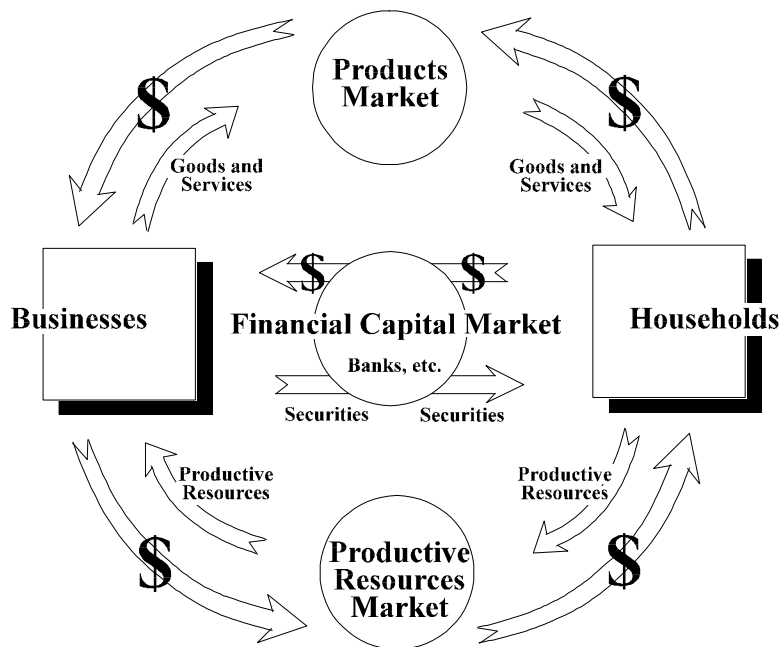 Products
Market
$
$
Goods and
Services
Goods and
Services
$
$
Businesses
Financial Capital Market
Households
Banks, etc.
Securities
Securities
Productive
Resources
Productive
Resources
$
$
Productive
Resources
Market